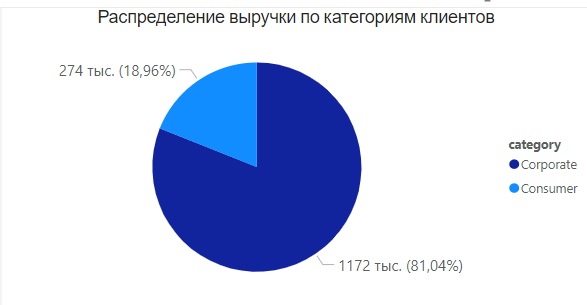 Распределение выручки по категориям клиентов
274 тыс. (18,96%)
category
Corporate
Consumer
1172 тыс. (81,04%)